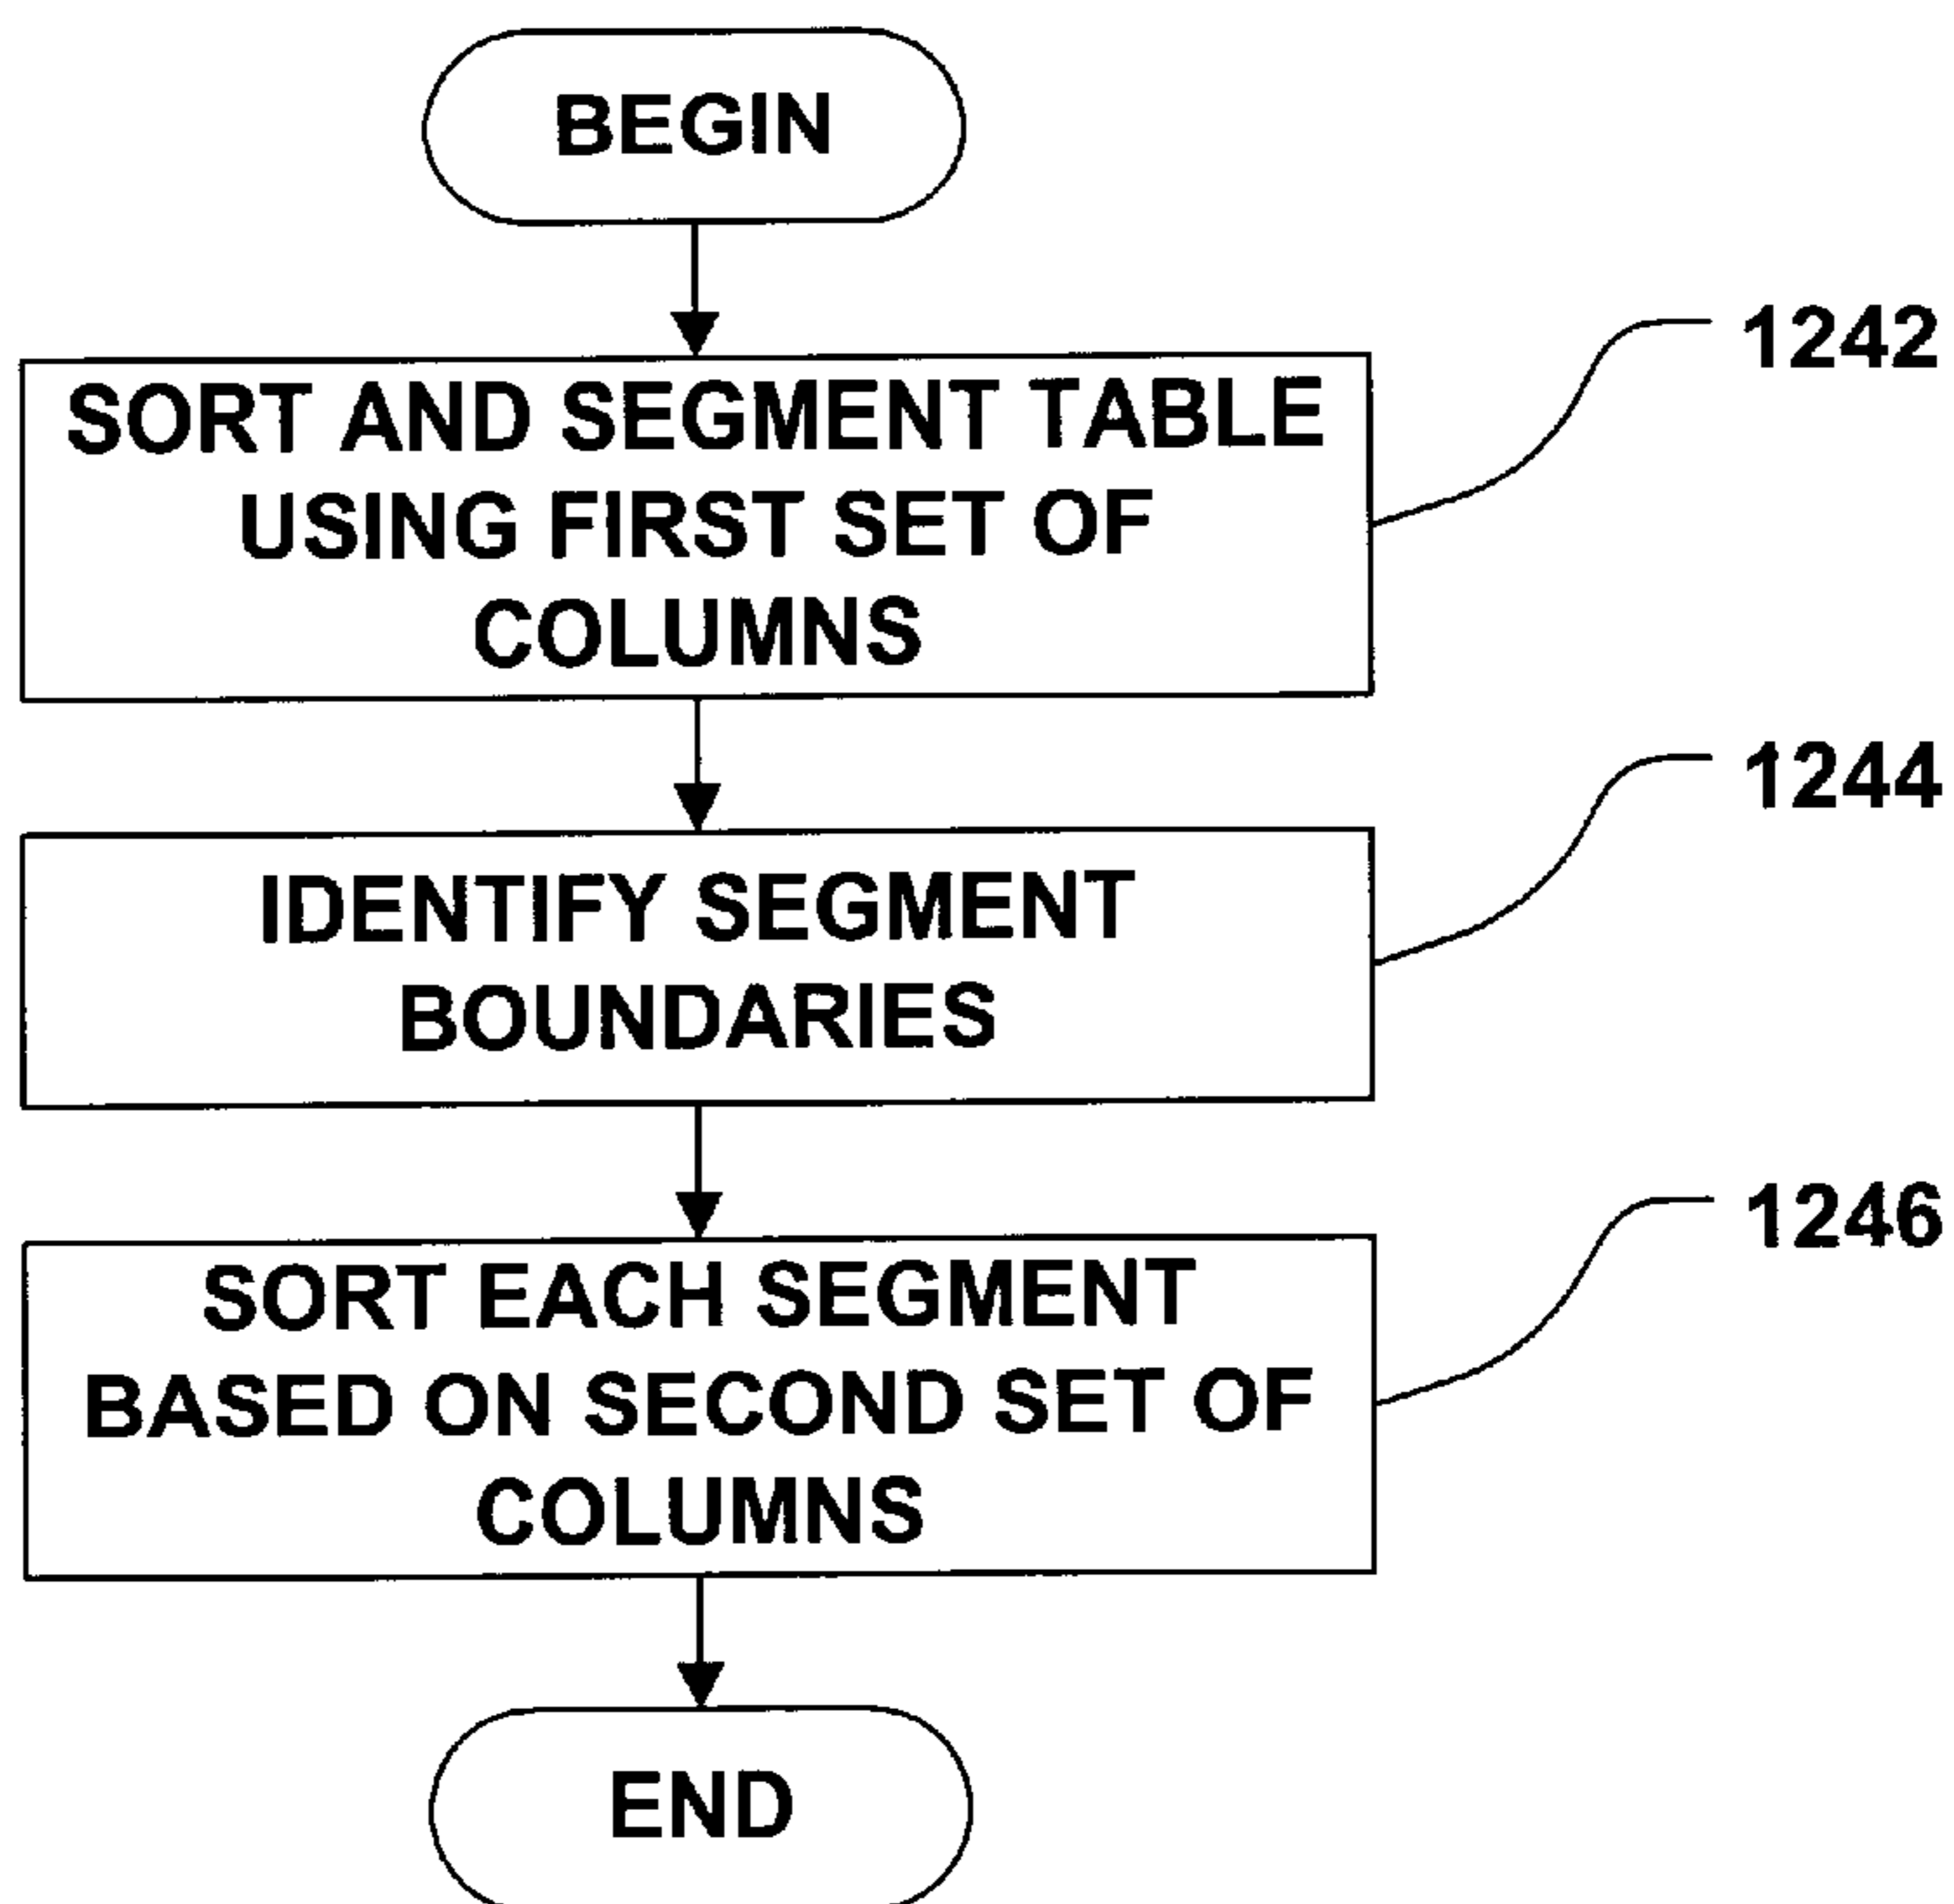 BEGIN
SORT AND SEGMENT TABLE
USING FIRST SET OF
COLUMNS
1242
IDENTIFY SEGMENT
BOUNDARIES
1244
SORT EACH SEGMENT
BASED ON SECOND SET OF
COLUMNS
1246
END